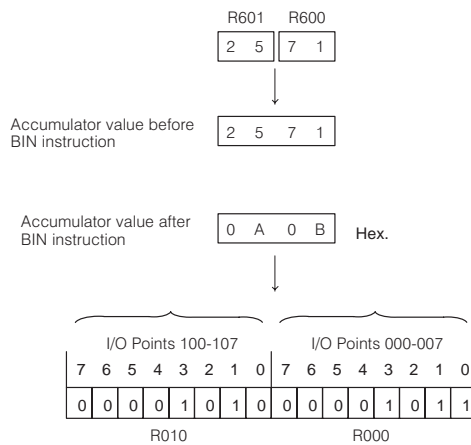 R601 R600
2 5 7 1
Accumulator value before
BIN instruction
2 5 7 1
Accumulator value after
BIN instruction
0 A 0 B Hex.
I/O Points 100-107 I/O Points 000-007
7 6 5 4 3 2 1 0 7 6 5 4 3 2 1 0
0 0 0 0 1 0 1 0 0 0 0 0 1 0 1 1
R010 R000